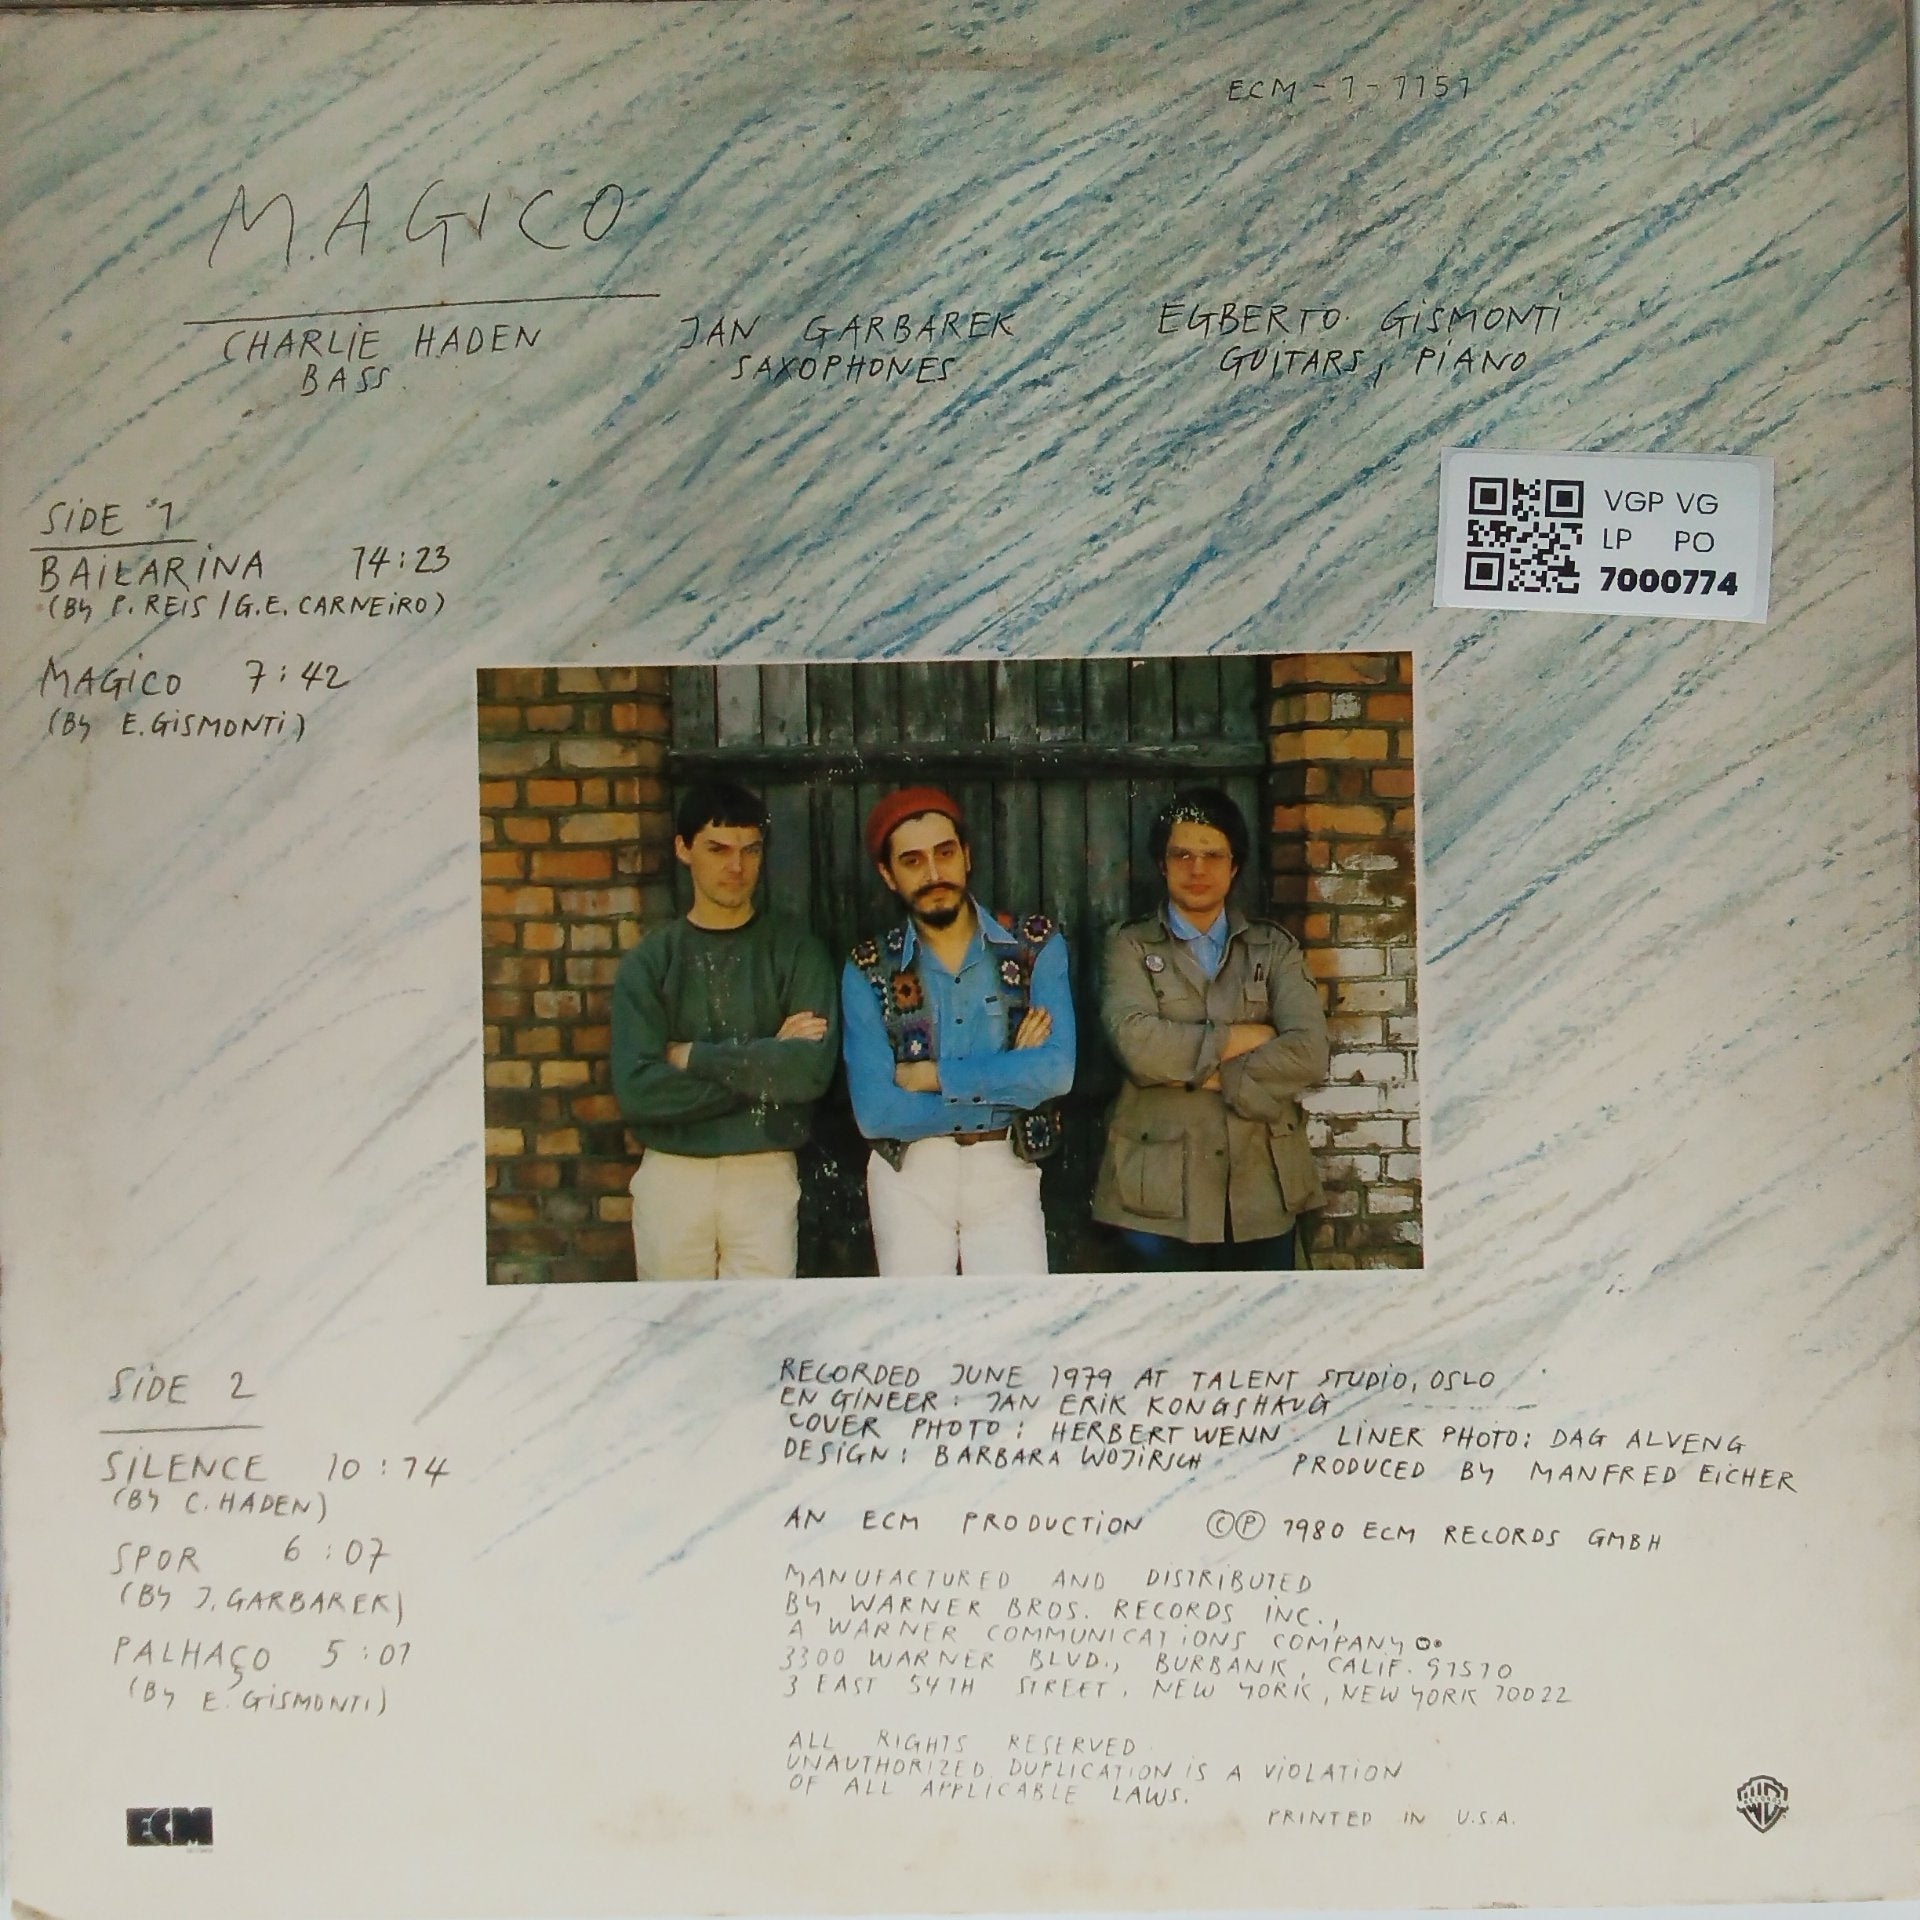 ECM-1-1151
MAGICO
CHARLIE HADEN
BASS
JAN GARBAREK
SAXOPHONES
EGBERTO GISMONTI
GUITARS, PIANO
VGP VG
LP PO
7000774
SIDE 1
BAILARINA 14:23
(BY P. REIS / G.E. CARNEIRO)
MAGICO 7:42
(BY E. GISMONTI)
SIDE 2
SILENCE 10:14
(BY C. HADEN)
SPOR 6:07
(BY J. GARBAREK)
PALHAÇO 5:01
(BY E. GISMONTI)
RECORDED JUNE 1979 AT TALENT STUDIO, OSLO
ENGINEER: JAN ERIK KONGSHAUG
COVER PHOTO: HERBERT WENN LINER PHOTO: DAG ALVENG
DESIGN: BARBARA WOJIRSCH PRODUCED BY MANFRED EICHER
AN ECM PRODUCTION ©℗ 1980 ECM RECORDS GMBH
MANUFACTURED AND DISTRIBUTED
BY WARNER BROS. RECORDS INC.,
A WARNER COMMUNICATIONS COMPANY
3300 WARNER BLVD., BURBANK, CALIF. 91510
3 EAST 54TH STREET, NEW YORK, NEW YORK 10022
ALL RIGHTS RESERVED.
UNAUTHORIZED DUPLICATION IS A VIOLATION
OF ALL APPLICABLE LAWS.
PRINTED IN U.S.A.
ECM